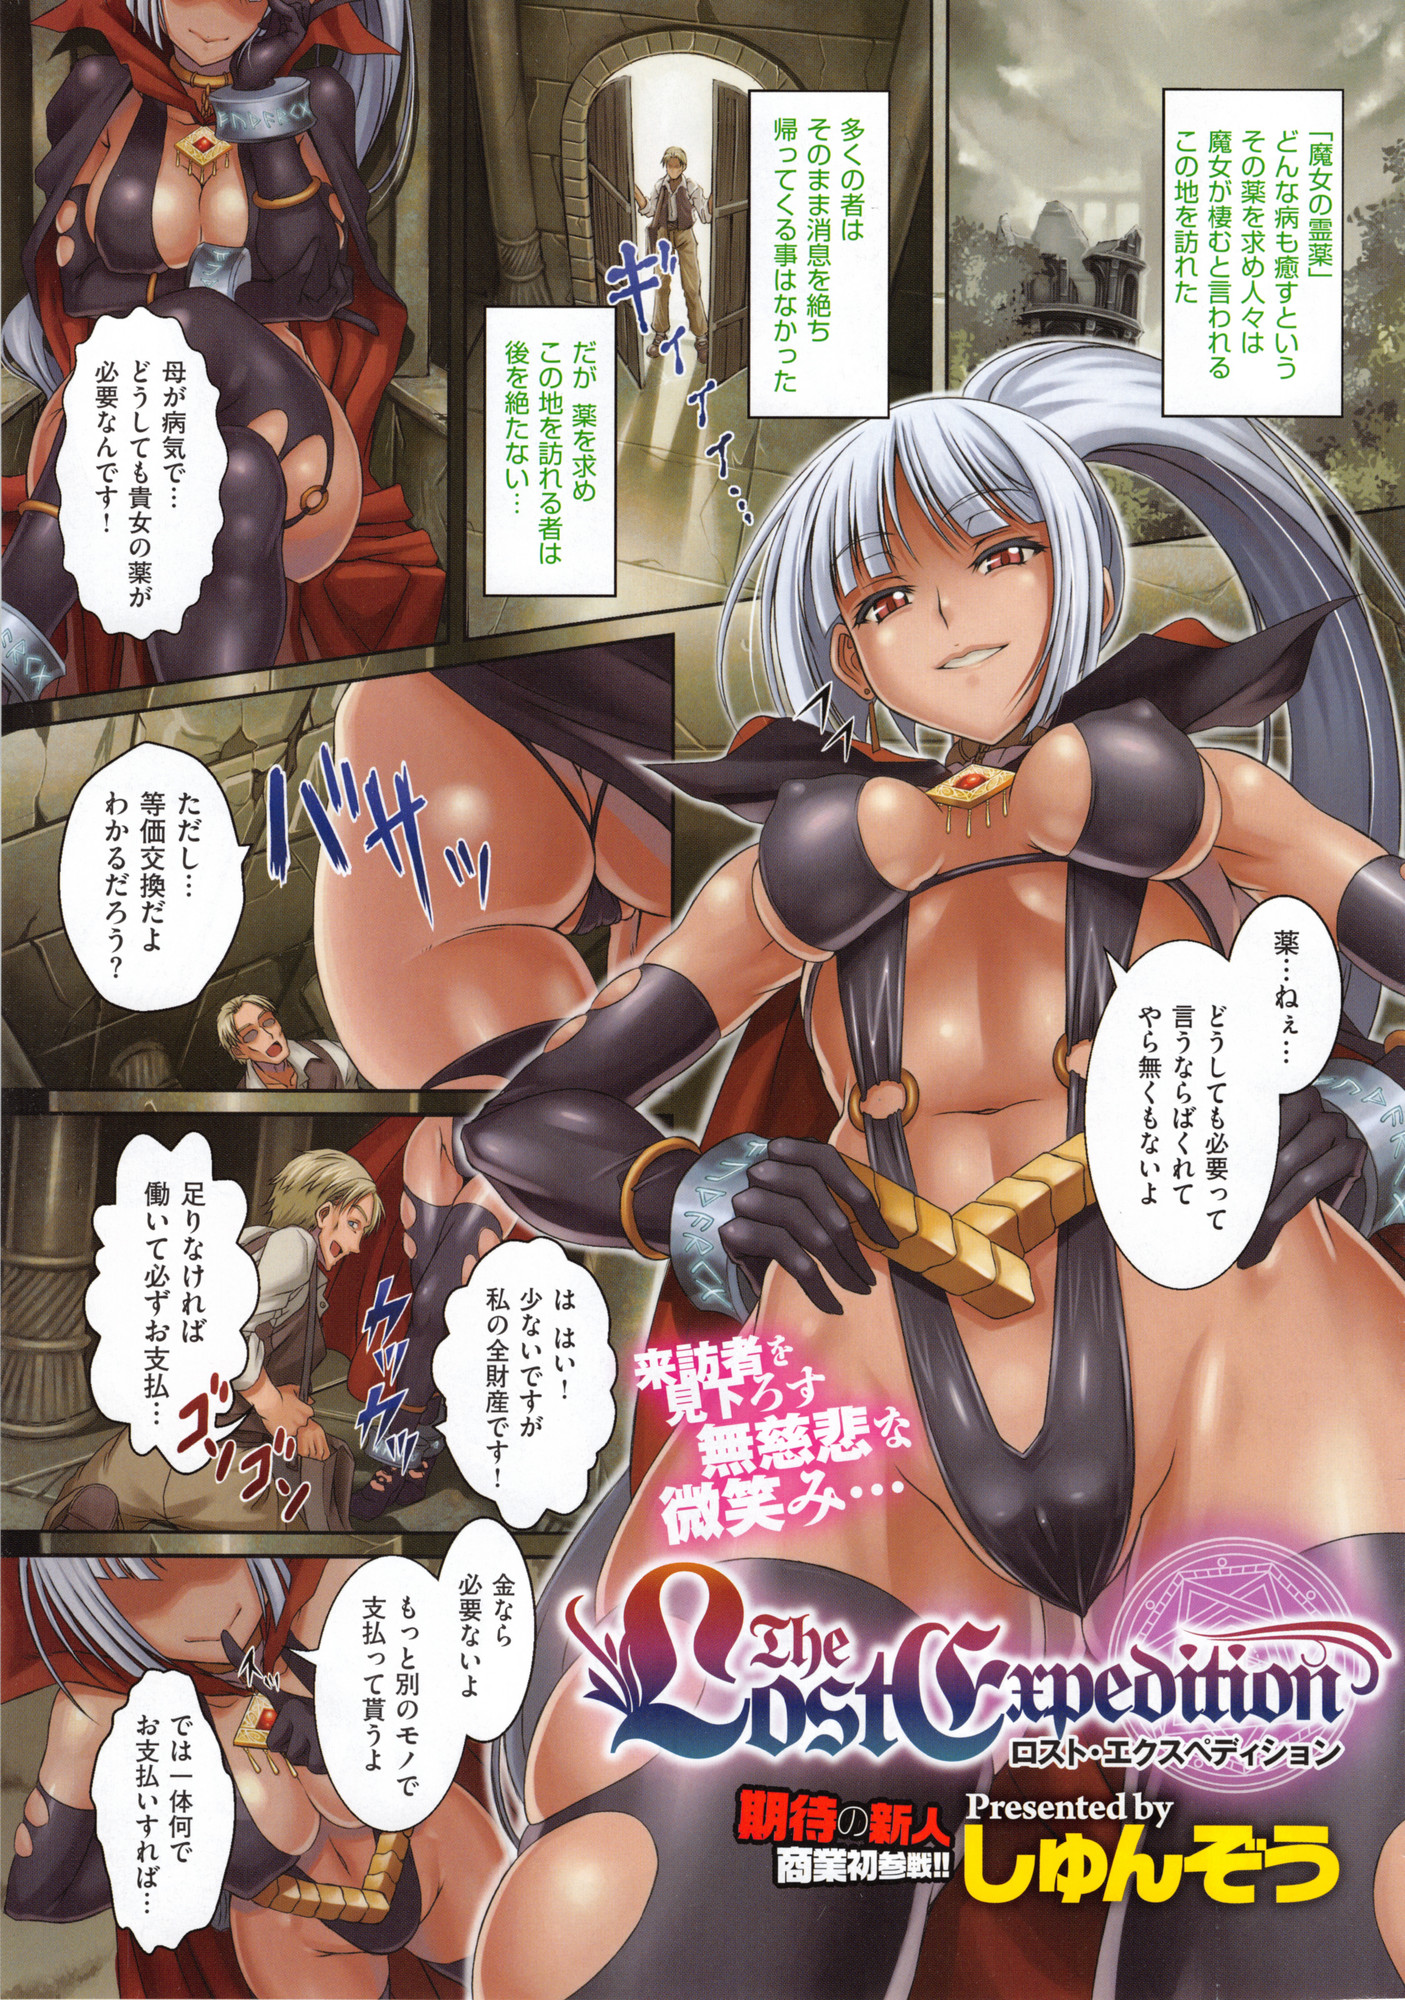 「魔女の霊薬」
どんな病も癒すという
その薬を求め人々は
魔女が棲むと言われる
この地を訪れた
多くの者は
そのまま消息を絶ち
帰ってくる事はなかった
ギィィイイ…
だが 薬を求め
この地を訪れる者は
後を絶たない…
母が病気で…
どうしても貴女の薬が
必要なんです!
薬…ねぇ…
どうしても必要って
言うならばくれて
やら無くもないよ
バサッ
ただし…
等価交換だよ
わかるだろう?
は はい!
少ないですが
私の全財産です!
カッカッ
足りなければ
働いて必ずお支払…
ゴソゴソ
金なら
必要ないよ
もっと別のモノで
支払って貰うよ
では一体何で
お支払いすれば…
来訪者を
見下ろす
無慈悲な
微笑み…
The Lost Expedition
ロスト・エクスペディション
期待の新人
商業初参戦!!
Presented by
しゅんぞう